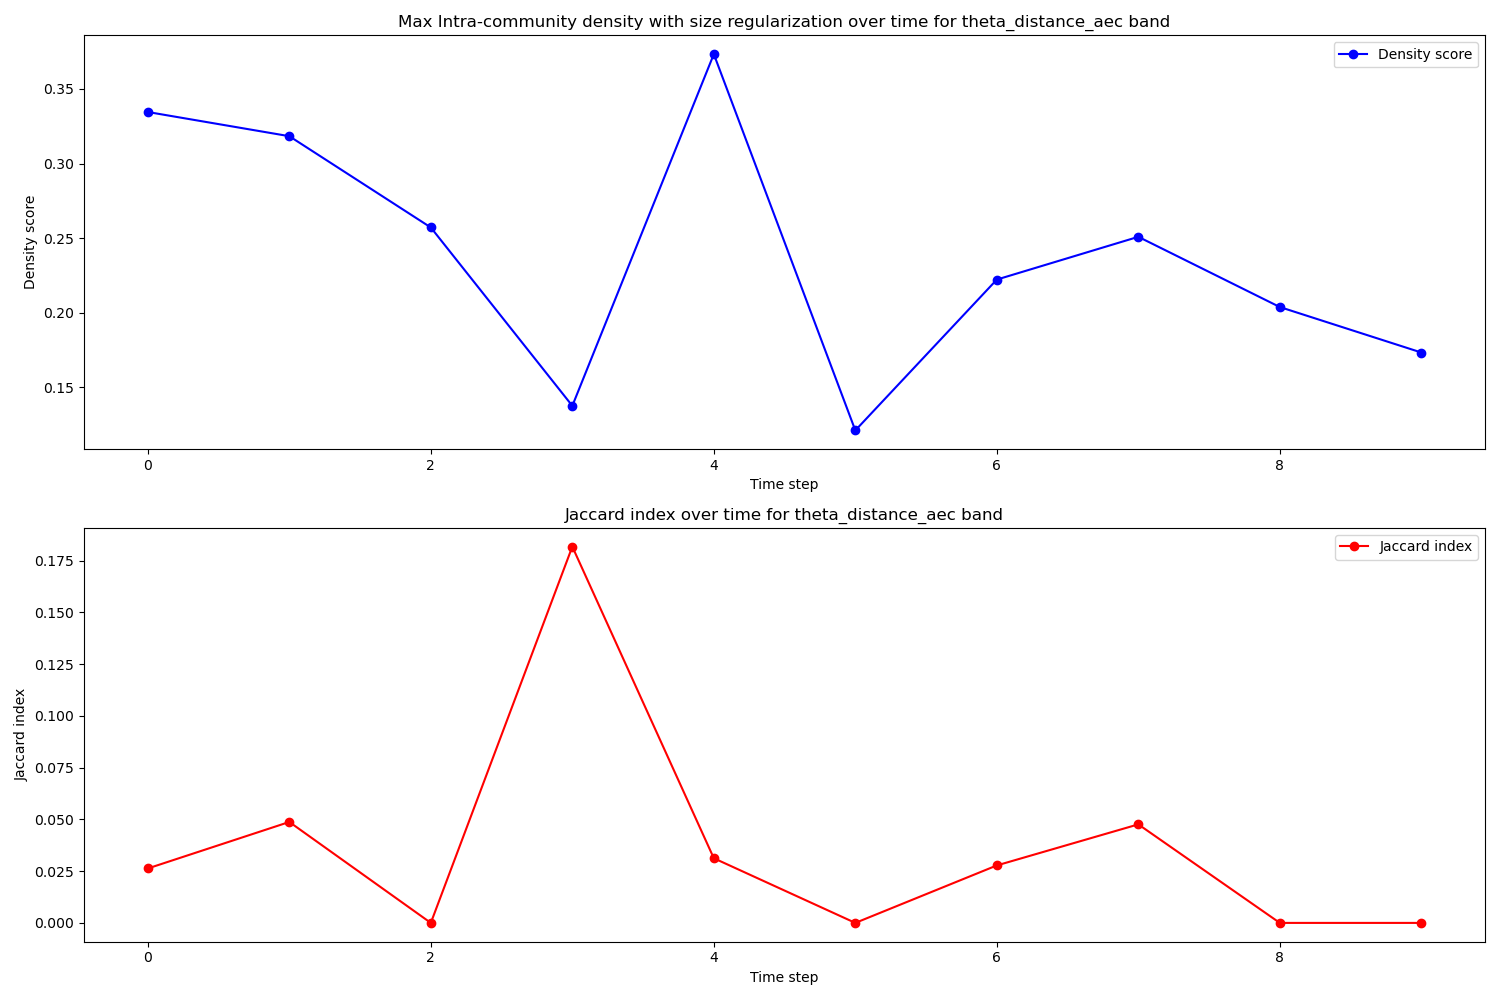 Max Intra-community density with size regularization over time for theta_distance_aec band
Density score
0.35
0.30
0.25
0.20
0.15
Density score
0 2 4 6 8
Time step
Jaccard index over time for theta_distance_aec band
Jaccard index
0.175
0.150
0.125
0.100
0.075
0.050
0.025
0.000
Jaccard index
0 2 4 6 8
Time step